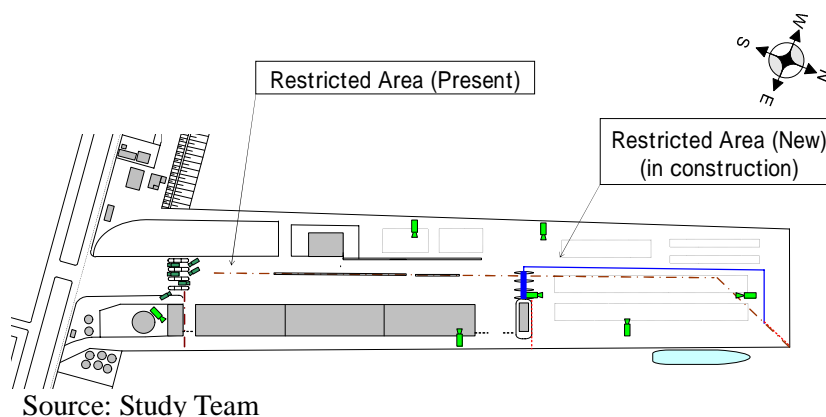 W
S
N
E
Restricted Area (Present)
Restricted Area (New)
(in construction)
Source: Study Team